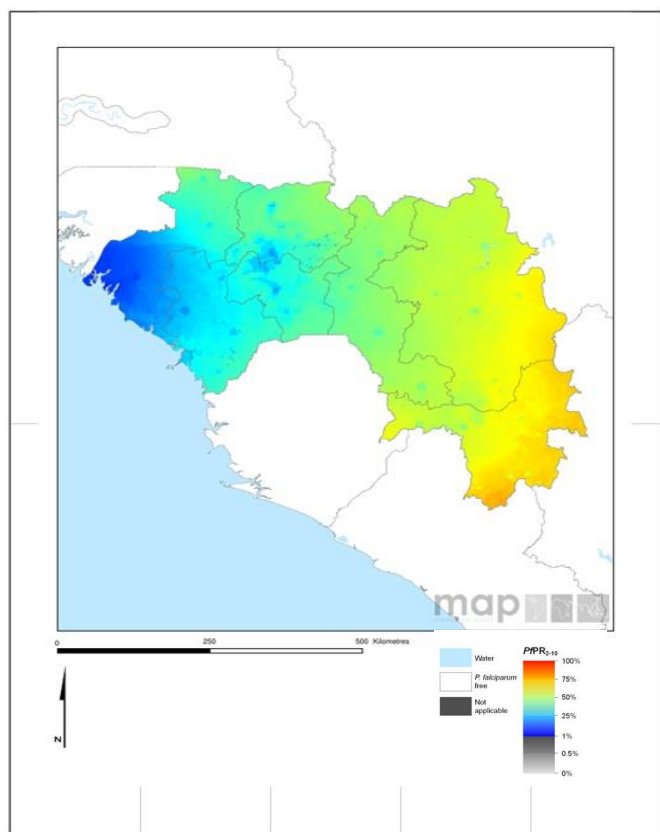 map
0 250 500 Kilometres
N
Water
P. falciparum
free
Not
applicable
PfPR2-10
100%
75%
50%
25%
1%
0.5%
0%